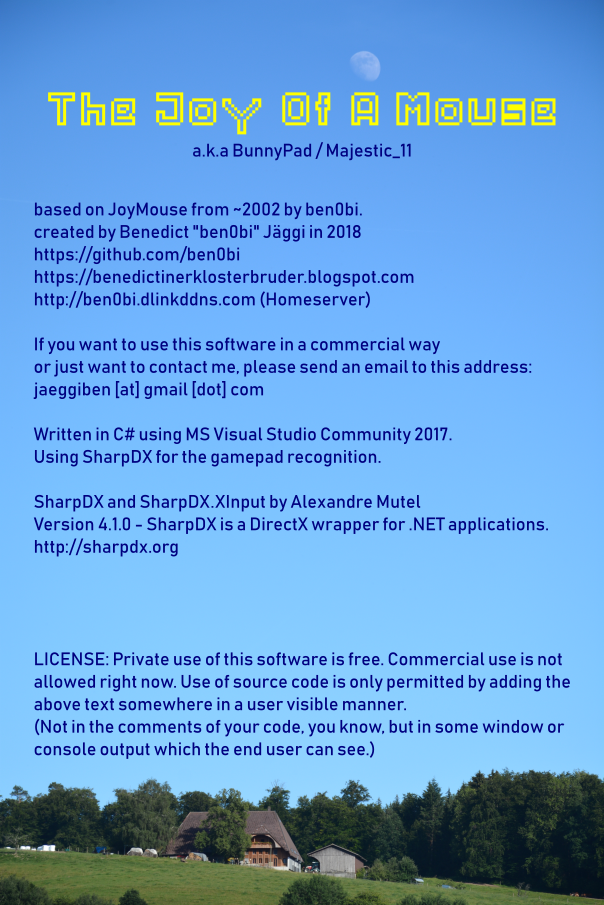 The Joy Of A Mouse
a.k.a BunnyPad / Majestic_11
based on JoyMouse from ~2002 by ben0bi.
created by Benedict "ben0bi" Jäggi in 2018
https://github.com/ben0bi
https://benedictinerklosterbruder.blogspot.com
http://ben0bi.dlinkddns.com (Homeserver)
If you want to use this software in a commercial way
or just want to contact me, please send an email to this address:
jaeggiben [at] gmail [dot] com
Written in C# using MS Visual Studio Community 2017.
Using SharpDX for the gamepad recognition.
SharpDX and SharpDX.XInput by Alexandre Mutel
Version 4.1.0 - SharpDX is a DirectX wrapper for .NET applications.
http://sharpdx.org
LICENSE: Private use of this software is free. Commercial use is not
allowed right now. Use of source code is only permitted by adding the
above text somewhere in a user visible manner.
(Not in the comments of your code, you know, but in some window or
console output which the end user can see.)